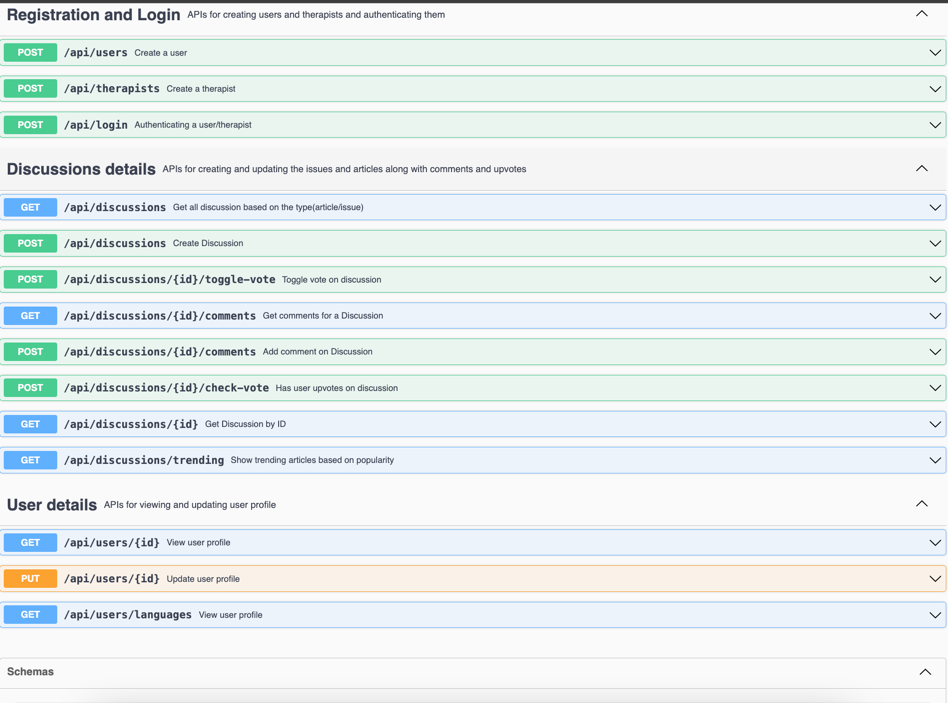 Registration and Login APIs for creating users and therapists and authenticating them
POST /api/users Create a user
POST /api/therapists Create a therapist
POST /api/login Authenticating a user/therapist
Discussions details APIs for creating and updating the issues and articles along with comments and upvotes
GET /api/discussions Get all discussion based on the type(article/issue)
POST /api/discussions Create Discussion
POST /api/discussions/{id}/toggle-vote Toggle vote on discussion
GET /api/discussions/{id}/comments Get comments for a Discussion
POST /api/discussions/{id}/comments Add comment on Discussion
POST /api/discussions/{id}/check-vote Has user upvotes on discussion
GET /api/discussions/{id} Get Discussion by ID
GET /api/discussions/trending Show trending articles based on popularity
User details APIs for viewing and updating user profile
GET /api/users/{id} View user profile
PUT /api/users/{id} Update user profile
GET /api/users/languages View user profile
Schemas